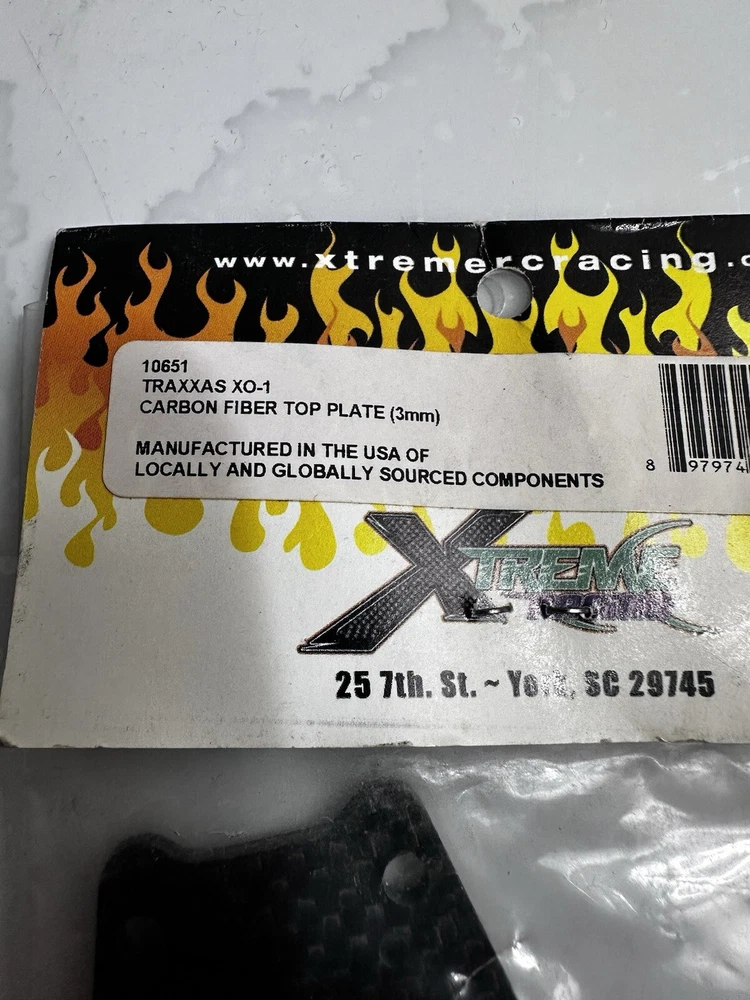 www.xtremercracing.c
10651
TRAXXAS XO-1
CARBON FIBER TOP PLATE (3mm)
MANUFACTURED IN THE USA OF
LOCALLY AND GLOBALLY SOURCED COMPONENTS
8 97974
XTREME
25 7th. St. ~ York, SC 29745